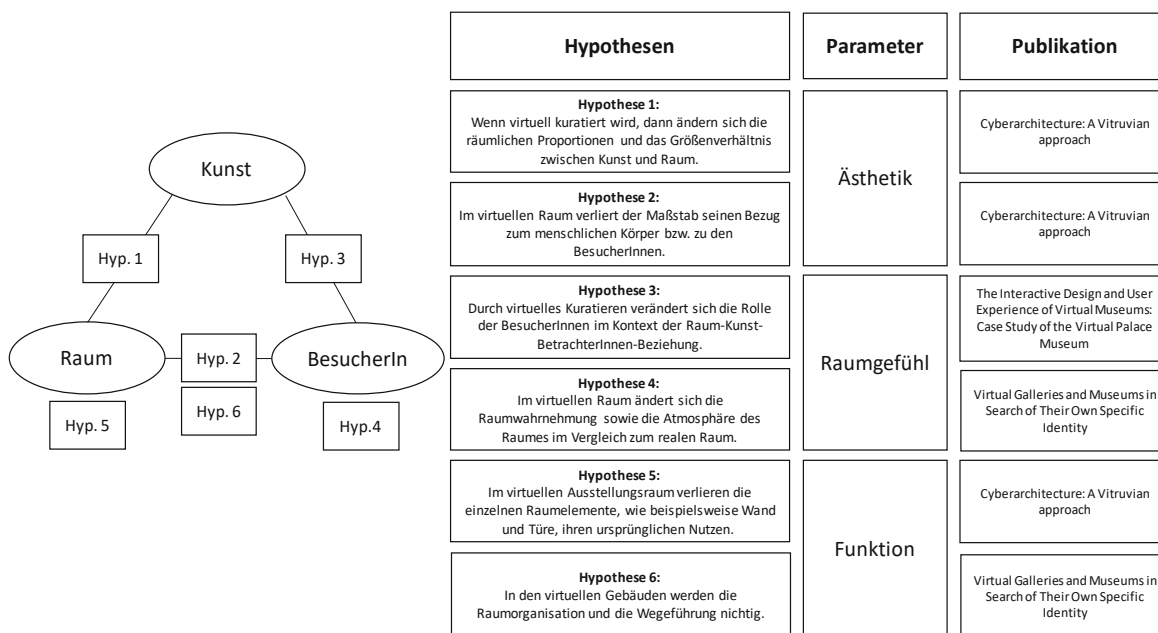 Kunst
Hyp. 1
Hyp. 3
Raum
Hyp. 2
BesucherIn
Hyp. 6
Hyp. 5
Hyp.4
Hypothesen
Parameter
Publikation
Hypothese 1:
Wenn virtuell kuratiert wird, dann ändern sich die
räumlichen Proportionen und das Größenverhältnis
zwischen Kunst und Raum.
Ästhetik
Cyberarchitecture: A Vitruvian
approach
Hypothese 2:
Im virtuellen Raum verliert der Maßstab seinen Bezug
zum menschlichen Körper bzw. zu den
BesucherInnen.
Cyberarchitecture: A Vitruvian
approach
Hypothese 3:
Durch virtuelles Kuratieren verändert sich die Rolle
der BesucherInnen im Kontext der Raum-Kunst-
BetrachterInnen-Beziehung.
Raumgefühl
The Interactive Design and User
Experience of Virtual Museums:
Case Study of the Virtual Palace
Museum
Hypothese 4:
Im virtuellen Raum ändert sich die
Raumwahrnehmung sowie die Atmosphäre des
Raumes im Vergleich zum realen Raum.
Virtual Galleries and Museums in
Search of Their Own Specific
Identity
Hypothese 5:
Im virtuellen Ausstellungsraum verlieren die
einzelnen Raumelemente, wie beispielsweise Wand
und Türe, ihren ursprünglichen Nutzen.
Funktion
Cyberarchitecture: A Vitruvian
approach
Hypothese 6:
In den virtuellen Gebäuden werden die
Raumorganisation und die Wegeführung nichtig.
Virtual Galleries and Museums in
Search of Their Own Specific
Identity